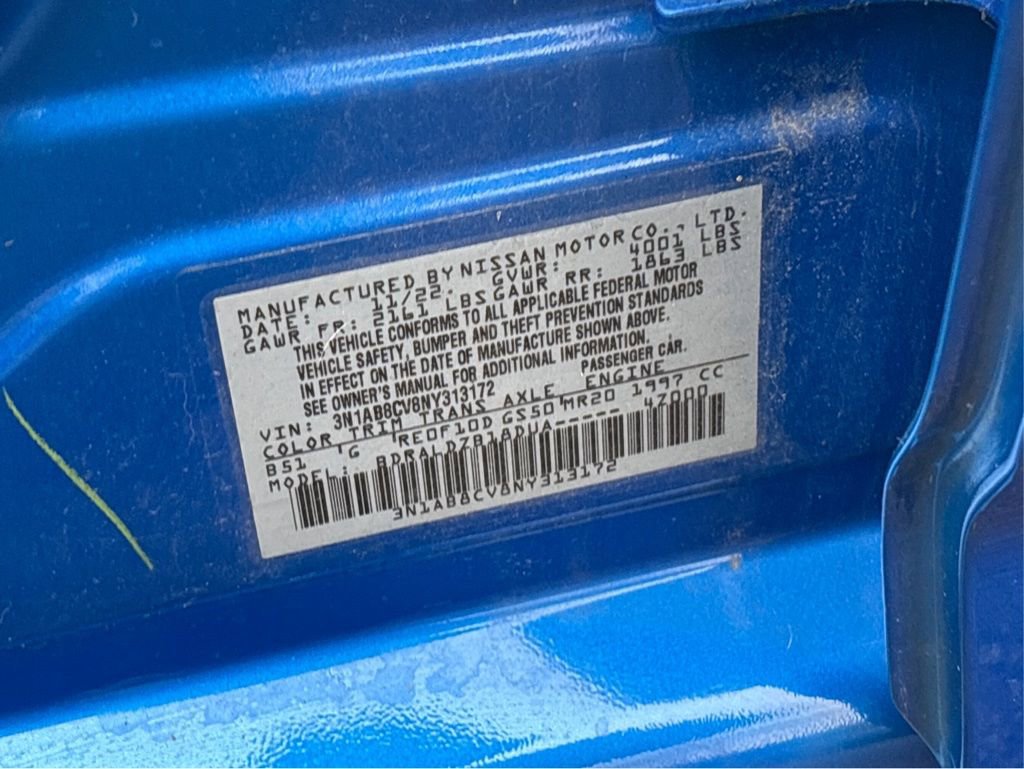 MANUFACTURED BY NISSAN MOTOR CO., LTD.
DATE: 11/22. GVWR: 4001 LBS
GAWR FR: 2161 LBS GAWR RR: 1863 LBS
THIS VEHICLE CONFORMS TO ALL APPLICABLE FEDERAL MOTOR
VEHICLE SAFETY, BUMPER AND THEFT PREVENTION STANDARDS
IN EFFECT ON THE DATE OF MANUFACTURE SHOWN ABOVE.
SEE OWNER'S MANUAL FOR ADDITIONAL INFORMATION.
VIN: 3N1AB8CV8NY313172 PASSENGER CAR.
COLOR TRIM TRANS AXLE ENGINE
B51 G RE0F10D GS50 MR20 1997 CC
MODEL: BDRALDZB18DUA----- 4Z000
3N1AB8CV8NY313172